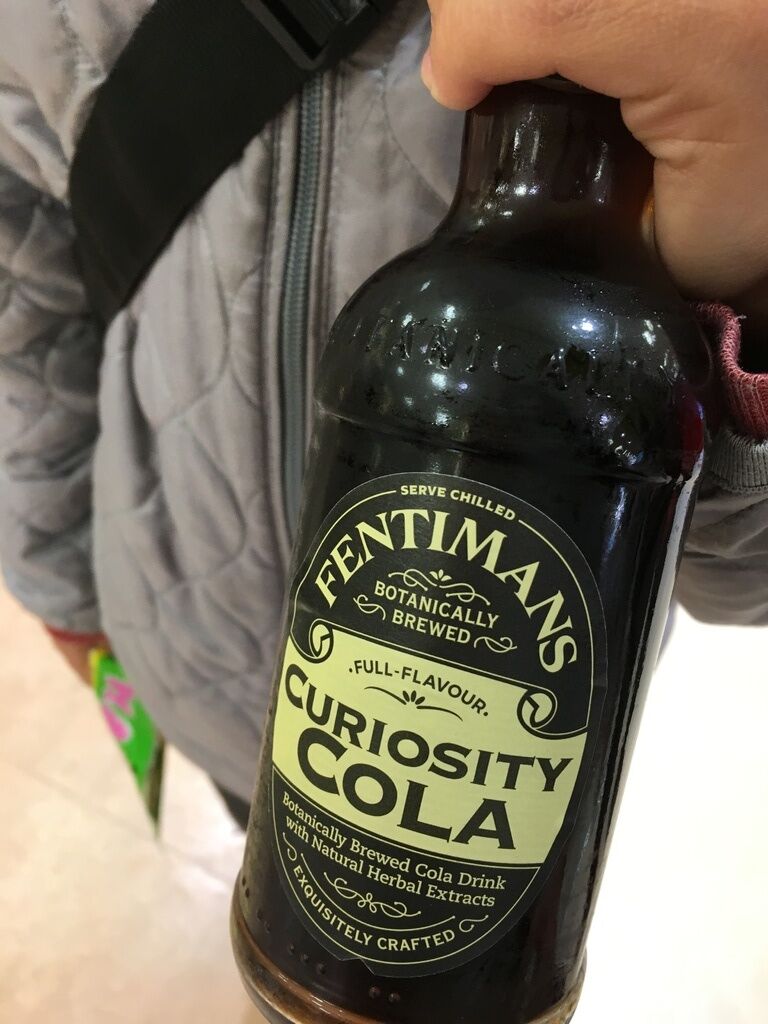 SERVE CHILLED
FENTIMANS
BOTANICALLY
BREWED
·FULL-FLAVOUR·
CURIOSITY
COLA
Botanically Brewed Cola Drink
with Natural Herbal Extracts
EXQUISITELY CRAFTED